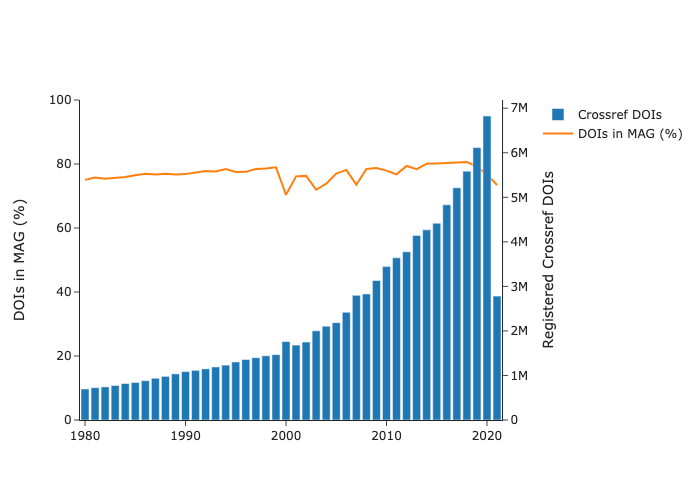 100
80
60
40
20
0
DOIs in MAG (%)
1980
1990
2000
2010
2020
7M
6M
5M
4M
3M
2M
1M
0
Registered Crossref DOIs
Crossref DOIs
DOIs in MAG (%)